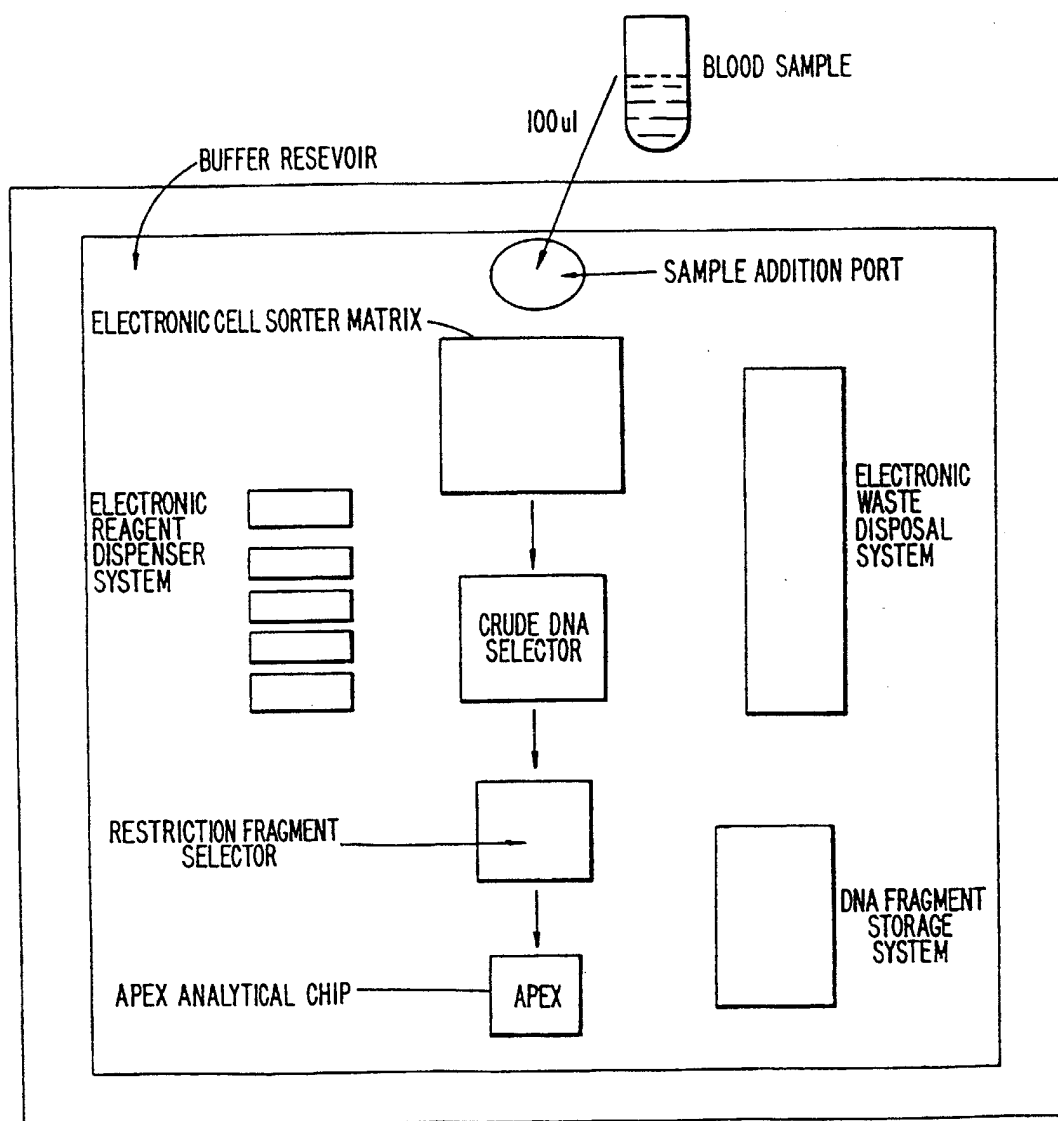 BLOOD SAMPLE
100ul
BUFFER RESEVOIR
SAMPLE ADDITION PORT
ELECTRONIC CELL SORTER MATRIX
ELECTRONIC
REAGENT
DISPENSER
SYSTEM
ELECTRONIC
WASTE
DISPOSAL
SYSTEM
CRUDE DNA
SELECTOR
RESTRICTION FRAGMENT
SELECTOR
DNA FRAGMENT
STORAGE
SYSTEM
APEX ANALYTICAL CHIP
APEX